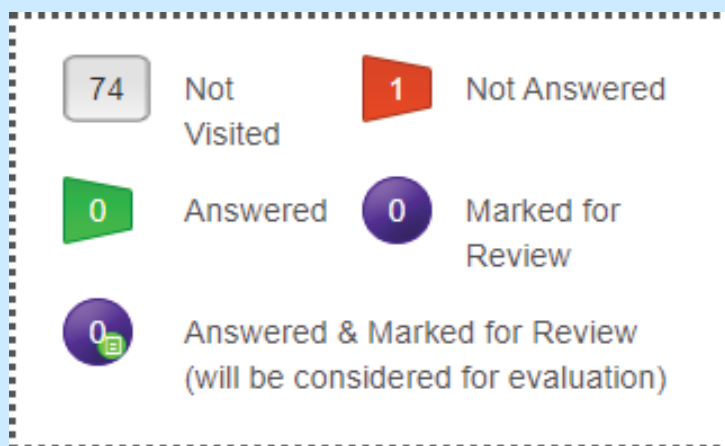 74 Not Visited
1 Not Answered
0 Answered
0 Marked for Review
0 Answered & Marked for Review
(will be considered for evaluation)